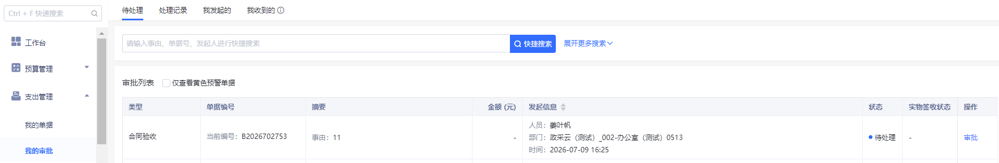 Ctrl + F 快速搜索
待处理 处理记录 我发起的 我收到的
工作台
预算管理
支出管理
我的单据
我的审批
请输入事由、单据号、发起人进行快捷搜索 快捷搜索 展开更多搜索
审批列表 仅查看黄色预警单据
类型 单据编号 摘要 金额 (元) 发起信息 状态 实物签收状态 操作
合同验收 当前编号：B2026702753 事由：11 - 人员：姜叶帆
部门：政采云（测试）_002-办公室（测试）0513
时间：2026-07-09 16:25
待处理 - 审批